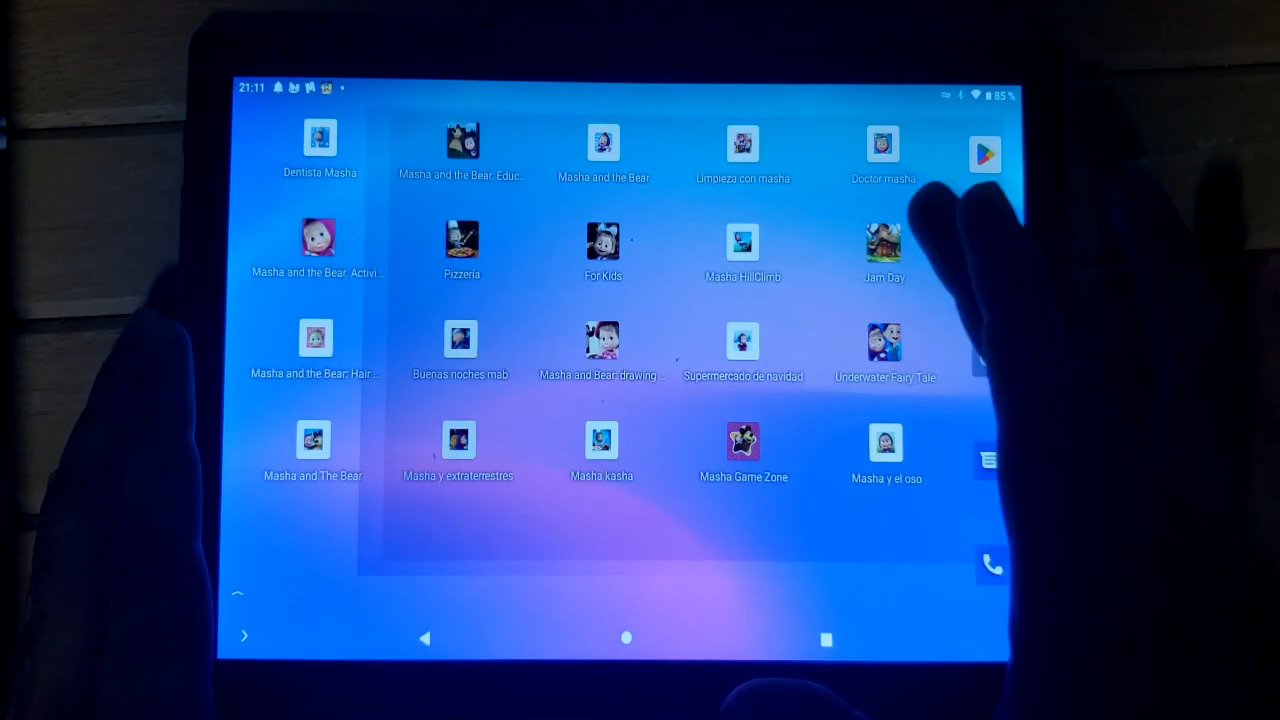 21:11
85 %
Dentista Masha
Masha and the Bear. Educ...
Masha and the Bear
Limpieza con masha
Doctor masha
Masha and the Bear. Activi...
Pizzeria
For Kids
Masha HillClimb
Jam Day
Masha and the Bear: Hair ...
Buenas noches mab
Masha and Bear: drawing ...
Supermercado de navidad
Underwater Fairy Tale
Masha and The Bear
Masha y extraterrestres
Masha kasha
Masha Game Zone
Masha y el oso